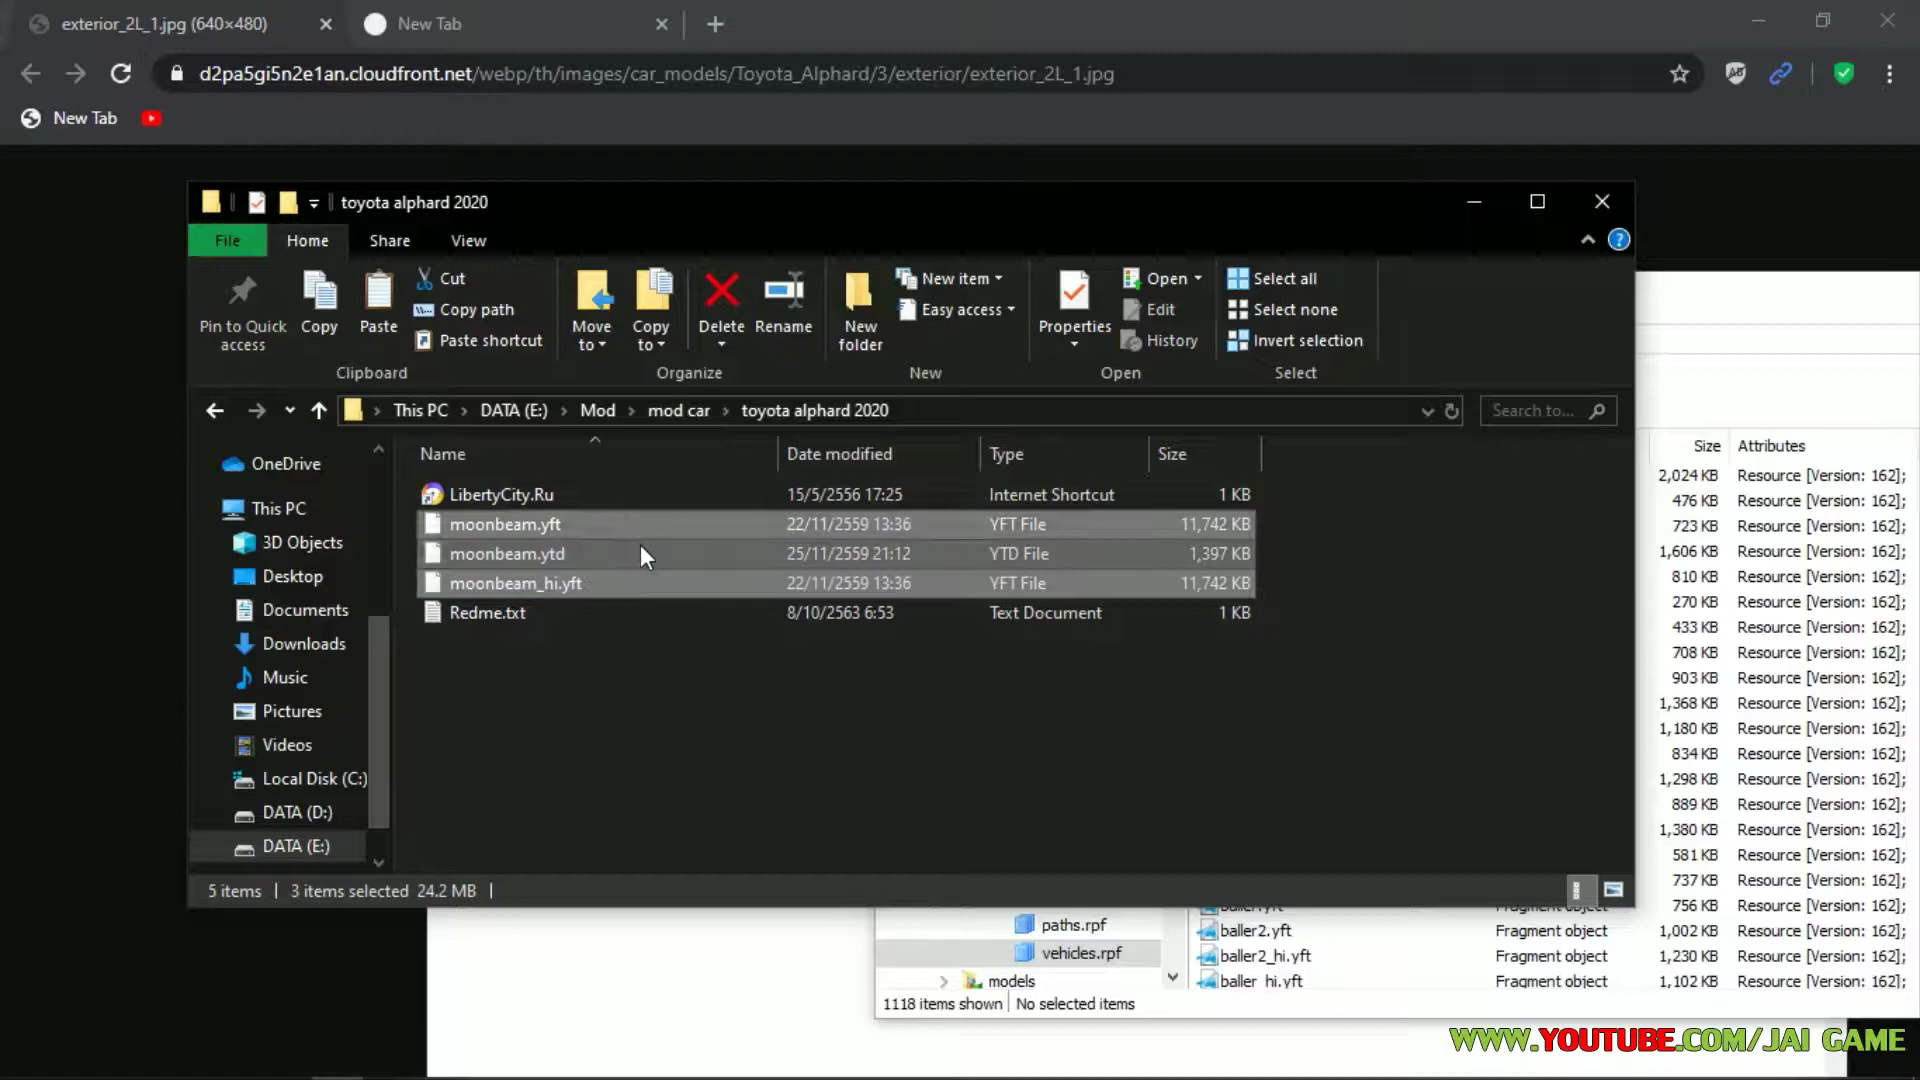 exterior_2L_1.jpg (640×480)
New Tab
d2pa5gi5n2e1an.cloudfront.net/webp/th/images/car_models/Toyota_Alphard/3/exterior/exterior_2L_1.jpg
New Tab
toyota alphard 2020
File Home Share View
Pin to Quick access
Copy
Paste
Cut
Copy path
Paste shortcut
Clipboard
Move to
Copy to
Delete
Rename
Organize
New folder
New item
Easy access
New
Properties
Open
Edit
History
Open
Select all
Select none
Invert selection
Select
This PC > DATA (E:) > Mod > mod car > toyota alphard 2020
Search to...
OneDrive
This PC
3D Objects
Desktop
Documents
Downloads
Music
Pictures
Videos
Local Disk (C:)
DATA (D:)
DATA (E:)
Name Date modified Type Size
LibertyCity.Ru 15/5/2556 17:25 Internet Shortcut 1 KB
moonbeam.yft 22/11/2559 13:36 YFT File 11,742 KB
moonbeam.ytd 25/11/2559 21:12 YTD File 1,397 KB
moonbeam_hi.yft 22/11/2559 13:36 YFT File 11,742 KB
Redme.txt 8/10/2563 6:53 Text Document 1 KB
5 items 3 items selected 24.2 MB
Size Attributes
2,024 KB Resource [Version: 162];
476 KB Resource [Version: 162];
723 KB Resource [Version: 162];
1,606 KB Resource [Version: 162];
810 KB Resource [Version: 162];
270 KB Resource [Version: 162];
433 KB Resource [Version: 162];
708 KB Resource [Version: 162];
903 KB Resource [Version: 162];
1,368 KB Resource [Version: 162];
1,180 KB Resource [Version: 162];
834 KB Resource [Version: 162];
1,298 KB Resource [Version: 162];
889 KB Resource [Version: 162];
1,380 KB Resource [Version: 162];
581 KB Resource [Version: 162];
737 KB Resource [Version: 162];
756 KB Resource [Version: 162];
baller2.yft Fragment object 1,002 KB Resource [Version: 162];
baller2_hi.yft Fragment object 1,230 KB Resource [Version: 162];
baller_hi.yft Fragment object 1,102 KB Resource [Version: 162];
paths.rpf
vehicles.rpf
models
1118 items shown No selected items
WWW.YOUTUBE.COM/JAI GAME